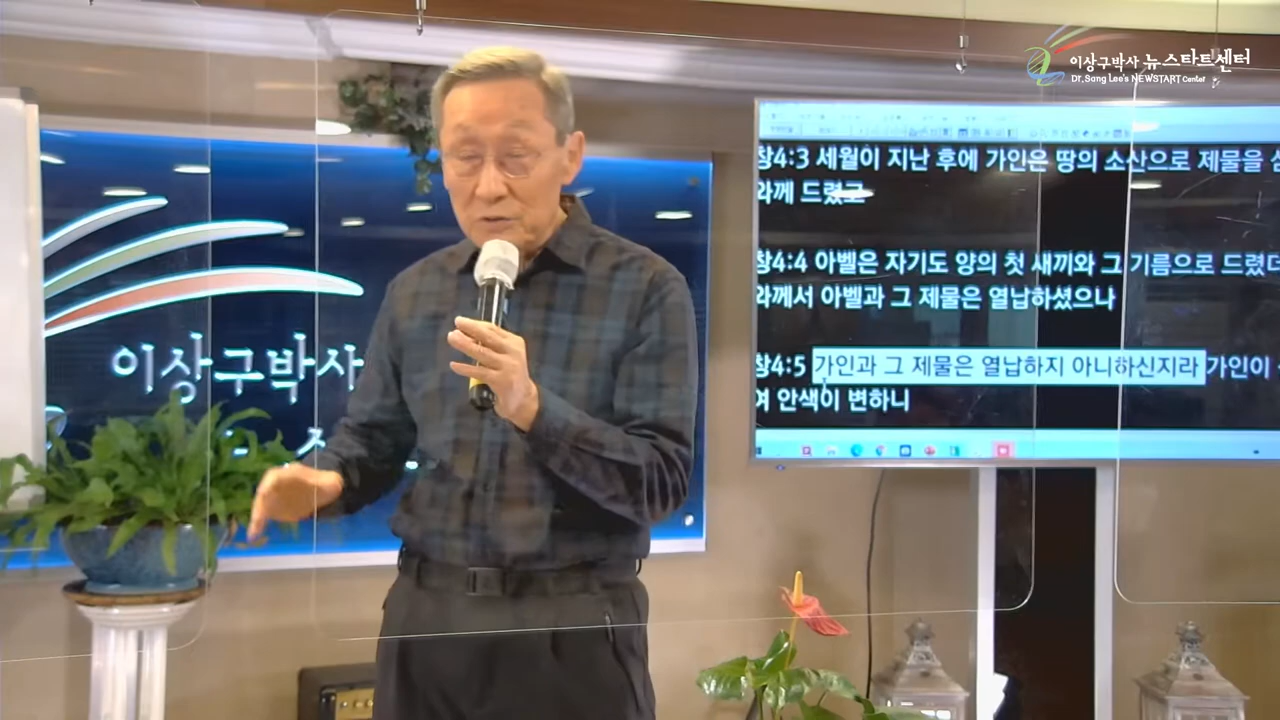 이상구박사 뉴스타트센터
Dr. Sang Lee's NEWSTART Center
이상구박사
창4:3 세월이 지난 후에 가인은 땅의 소산으로 제물을
와께 드렸고
창4:4 아벨은 자기도 양의 첫 새끼와 그 기름으로 드렸더
와께서 아벨과 그 제물은 열납하셨으나
창4:5 가인과 그 제물은 열납하지 아니하신지라 가인이
여 안색이 변하니